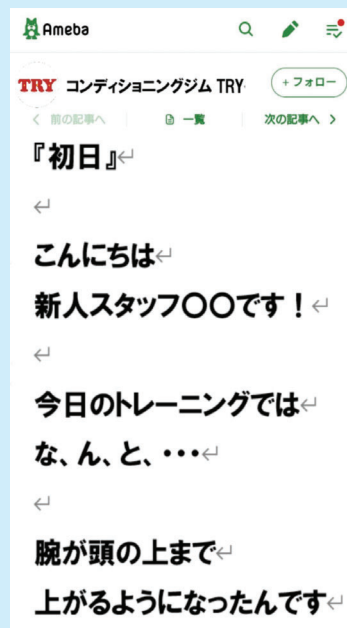 Ameba
TRY コンディショニングジム TRY
+フォロー
< 前の記事へ
一覧
次の記事へ >
『初日』↵
↵
こんにちは↵
新人スタッフ〇〇です！↵
↵
今日のトレーニングでは↵
な、ん、と、・・・↵
↵
腕が頭の上まで↵
上がるようになったんです↵